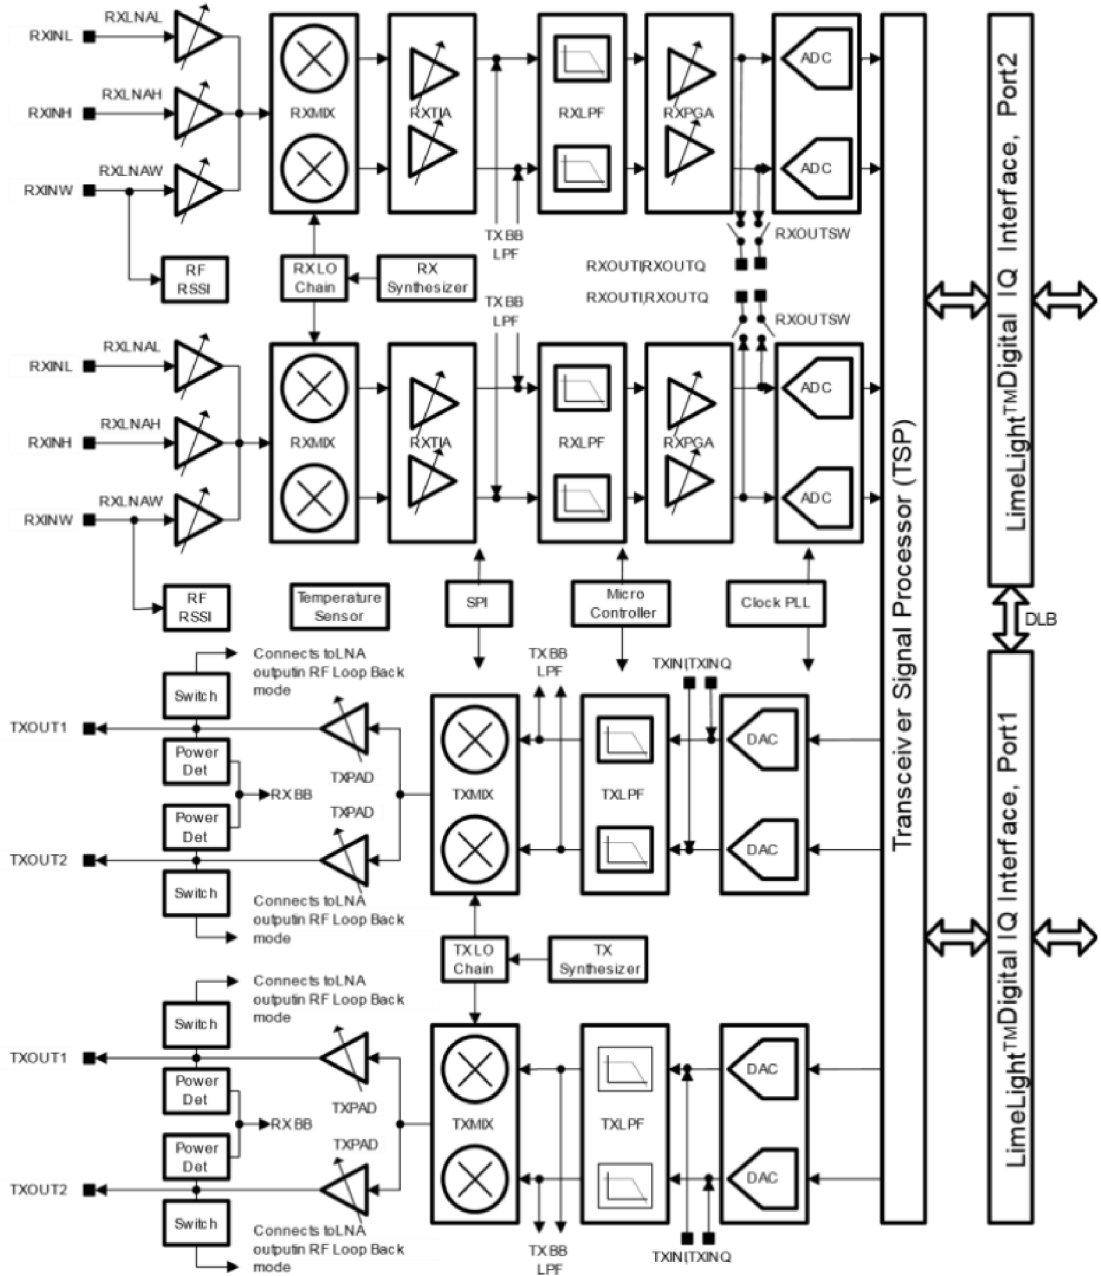 RXLNAL
RXINL
RXLNAH
RXINH
RXLNAW
RXINW
RXMIX
RXTIA
RXLPF
RXPGA
ADC
ADC
RF
RSSI
RX LO
Chain
RX
Synthesizer
TX BB
LPF
RXOUTSW
RXOUTI,RXOUTQ
RXOUTI,RXOUTQ
RXOUTSW
TX BB
LPF
RXLNAL
RXINL
RXLNAH
RXINH
RXLNAW
RXINW
RXMIX
RXTIA
RXLPF
RXPGA
ADC
ADC
RF
RSSI
Temperature
Sensor
SPI
Micro
Controller
Clock PLL
Connects toLNA
outputin RF Loop Back
mode
Switch
TXOUT1
Power
Det
TXPAD
RX BB
Power
Det
TXPAD
TXOUT2
Switch
Connects toLNA
outputin RF Loop Back
mode
TX BB
LPF
TXIN,TXINQ
TXMIX
TXLPF
DAC
DAC
TX LO
Chain
TX
Synthesizer
Connects toLNA
outputin RF Loop Back
mode
Switch
TXOUT1
Power
Det
TXPAD
RX BB
Power
Det
TXPAD
TXOUT2
Switch
Connects toLNA
outputin RF Loop Back
mode
TXMIX
TXLPF
DAC
DAC
TX BB
LPF
TXIN,TXINQ
Transceiver Signal Processor (TSP)
LimeLight™Digital IQ Interface, Port2
DLB
LimeLight™Digital IQ Interface, Port1